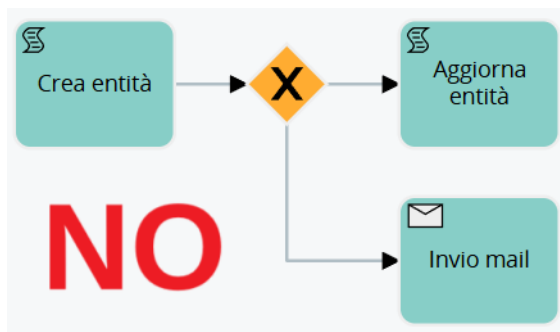 Crea entità
X
Aggiorna
entità
NO
Invio mail